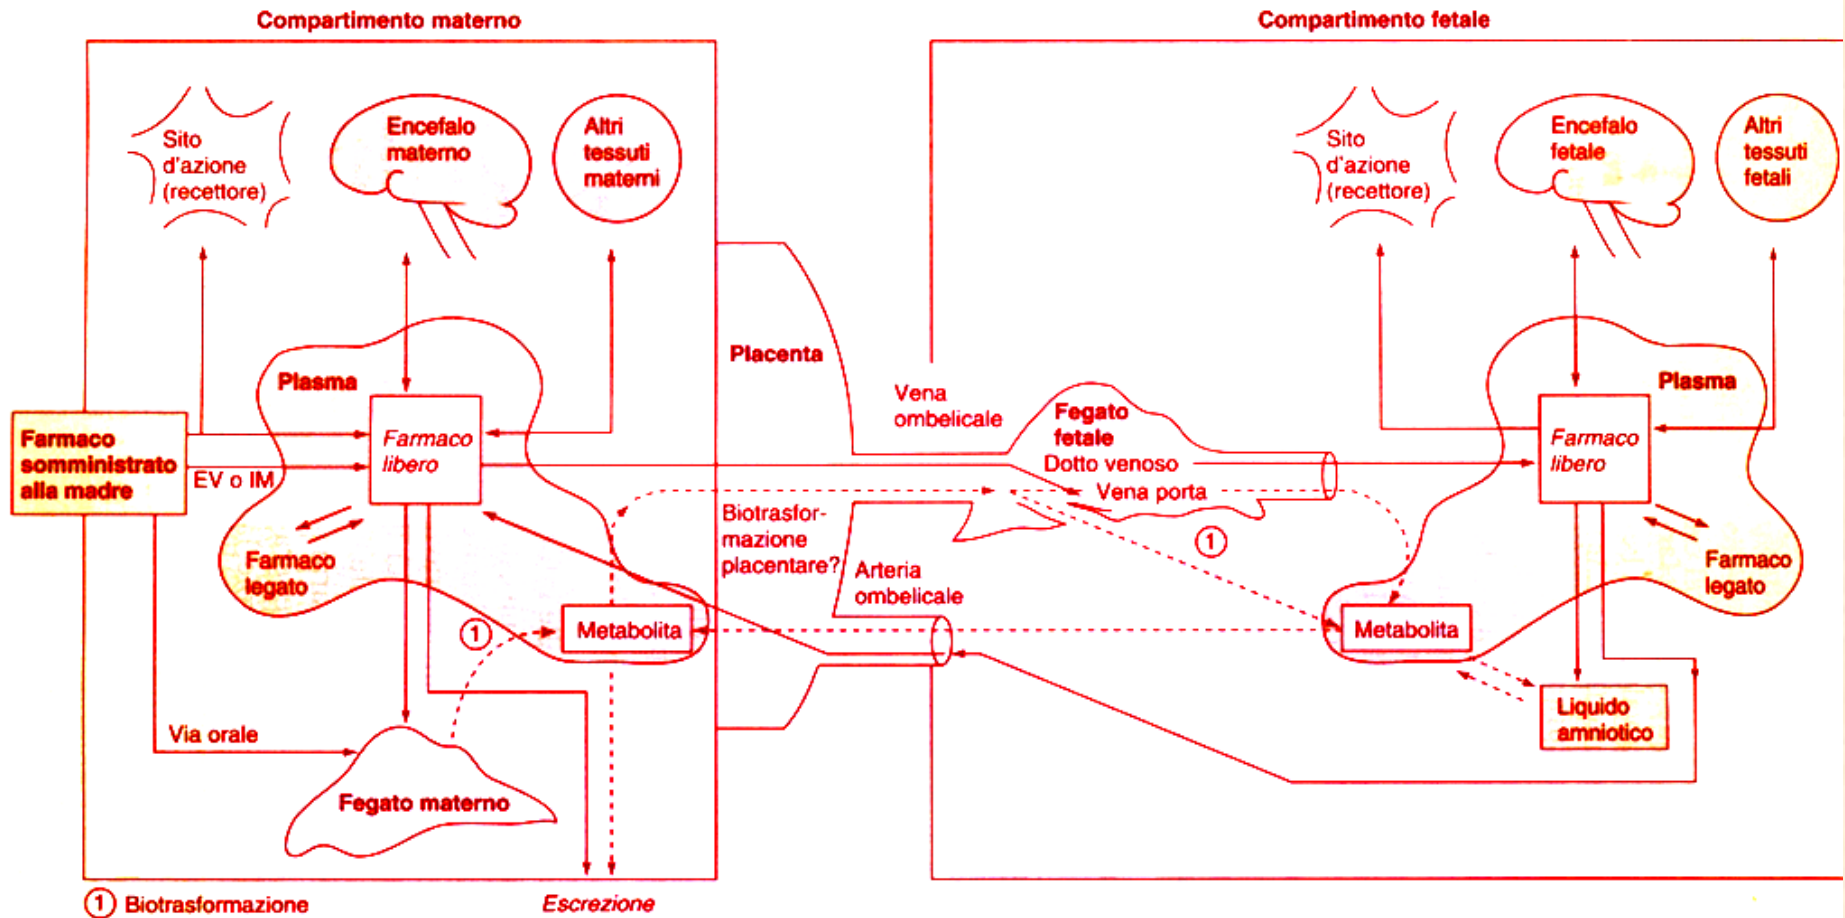 Compartimento materno
Sito
d'azione
(recettore)
Encefalo
materno
Altri
tessuti
materni
Plasma
Farmaco
somministrato
alla madre
EV o IM
Farmaco
libero
Farmaco
legato
Metabolita
1
Via orale
Fegato materno
1 Biotrasformazione
Escrezione
Placenta
Biotrasfor-
mazione
placentare?
Vena
ombelicale
Arteria
ombelicale
Compartimento fetale
Sito
d'azione
(recettore)
Encefalo
fetale
Altri
tessuti
fetali
Fegato
fetale
Dotto venoso
Vena porta
1
Plasma
Farmaco
libero
Farmaco
legato
Metabolita
Liquido
amniotico